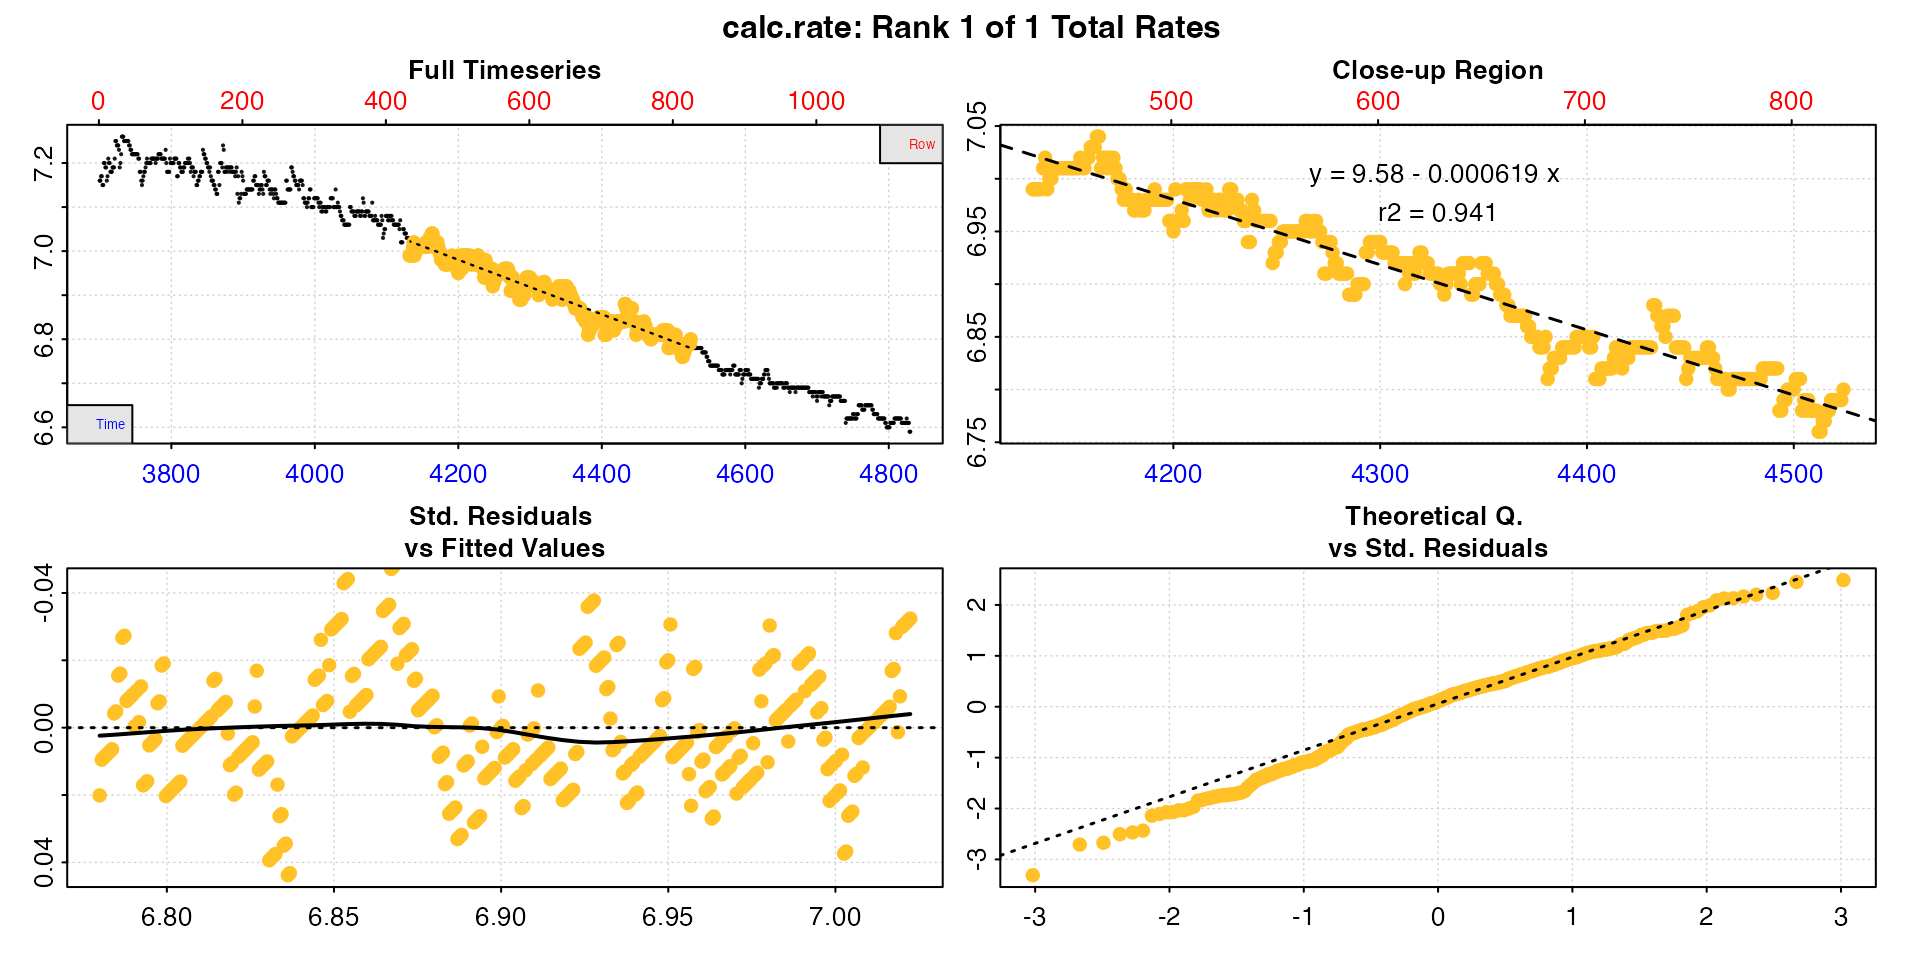 calc.rate: Rank 1 of 1 Total Rates
Full Timeseries
0 200 400 600 800 1000
7.2
7.0
6.8
6.6
Row
Time
3800 4000 4200 4400 4600 4800
Close-up Region
500 600 700 800
7.05
6.95
6.85
6.75
y = 9.58 - 0.000619 x
r2 = 0.941
4200 4300 4400 4500
Std. Residuals
vs Fitted Values
-0.04
0.00
0.04
6.80 6.85 6.90 6.95 7.00
Theoretical Q.
vs Std. Residuals
2
1
0
-1
-2
-3
-3 -2 -1 0 1 2 3